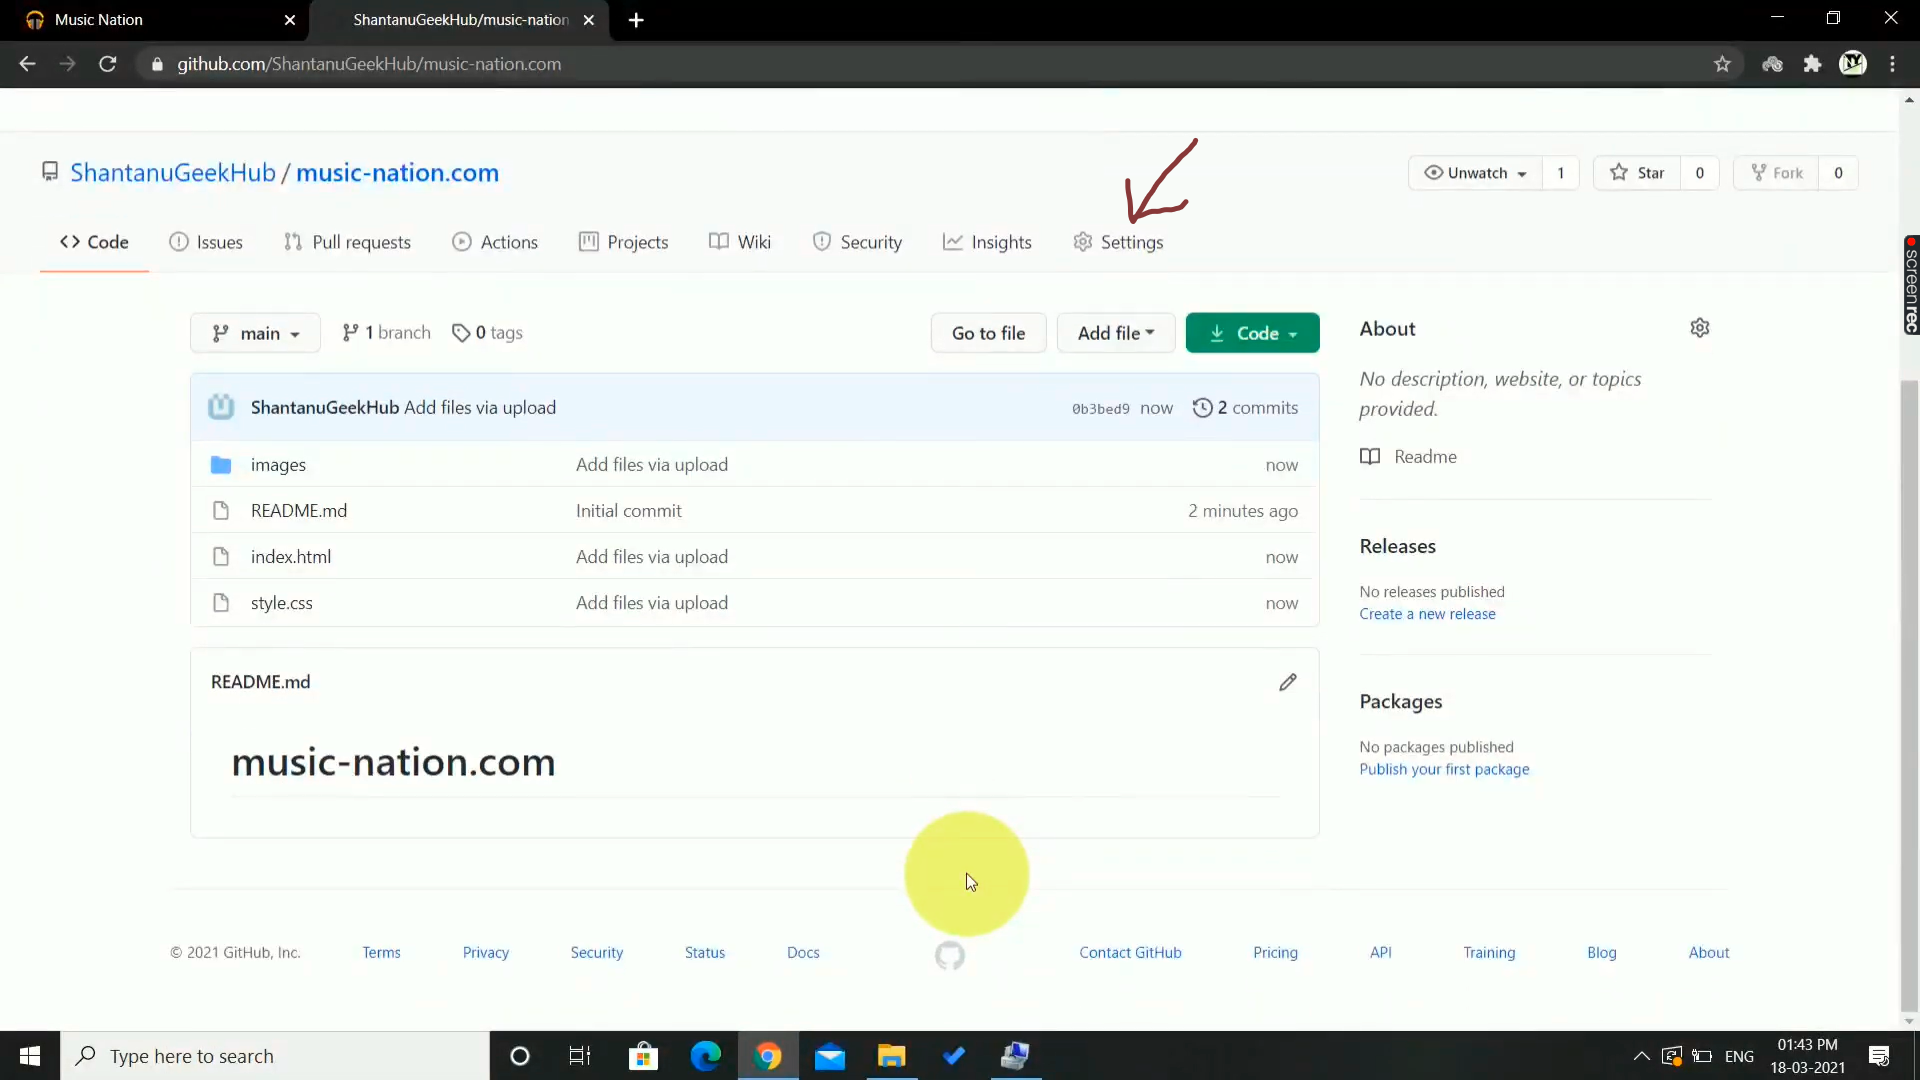 Music Nation
ShantanuGeekHub/music-nation
github.com/ShantanuGeekHub/music-nation.com
ShantanuGeekHub / music-nation.com
Unwatch 1
Star 0
Fork 0
Code Issues Pull requests Actions Projects Wiki Security Insights Settings
main 1 branch 0 tags
Go to file Add file Code
ShantanuGeekHub Add files via upload 0b3bed9 now 2 commits
images Add files via upload now
README.md Initial commit 2 minutes ago
index.html Add files via upload now
style.css Add files via upload now
README.md
music-nation.com
About
No description, website, or topics
provided.
Readme
Releases
No releases published
Create a new release
Packages
No packages published
Publish your first package
© 2021 GitHub, Inc. Terms Privacy Security Status Docs Contact GitHub Pricing API Training Blog About
screenrec
Type here to search
ENG
01:43 PM
18-03-2021